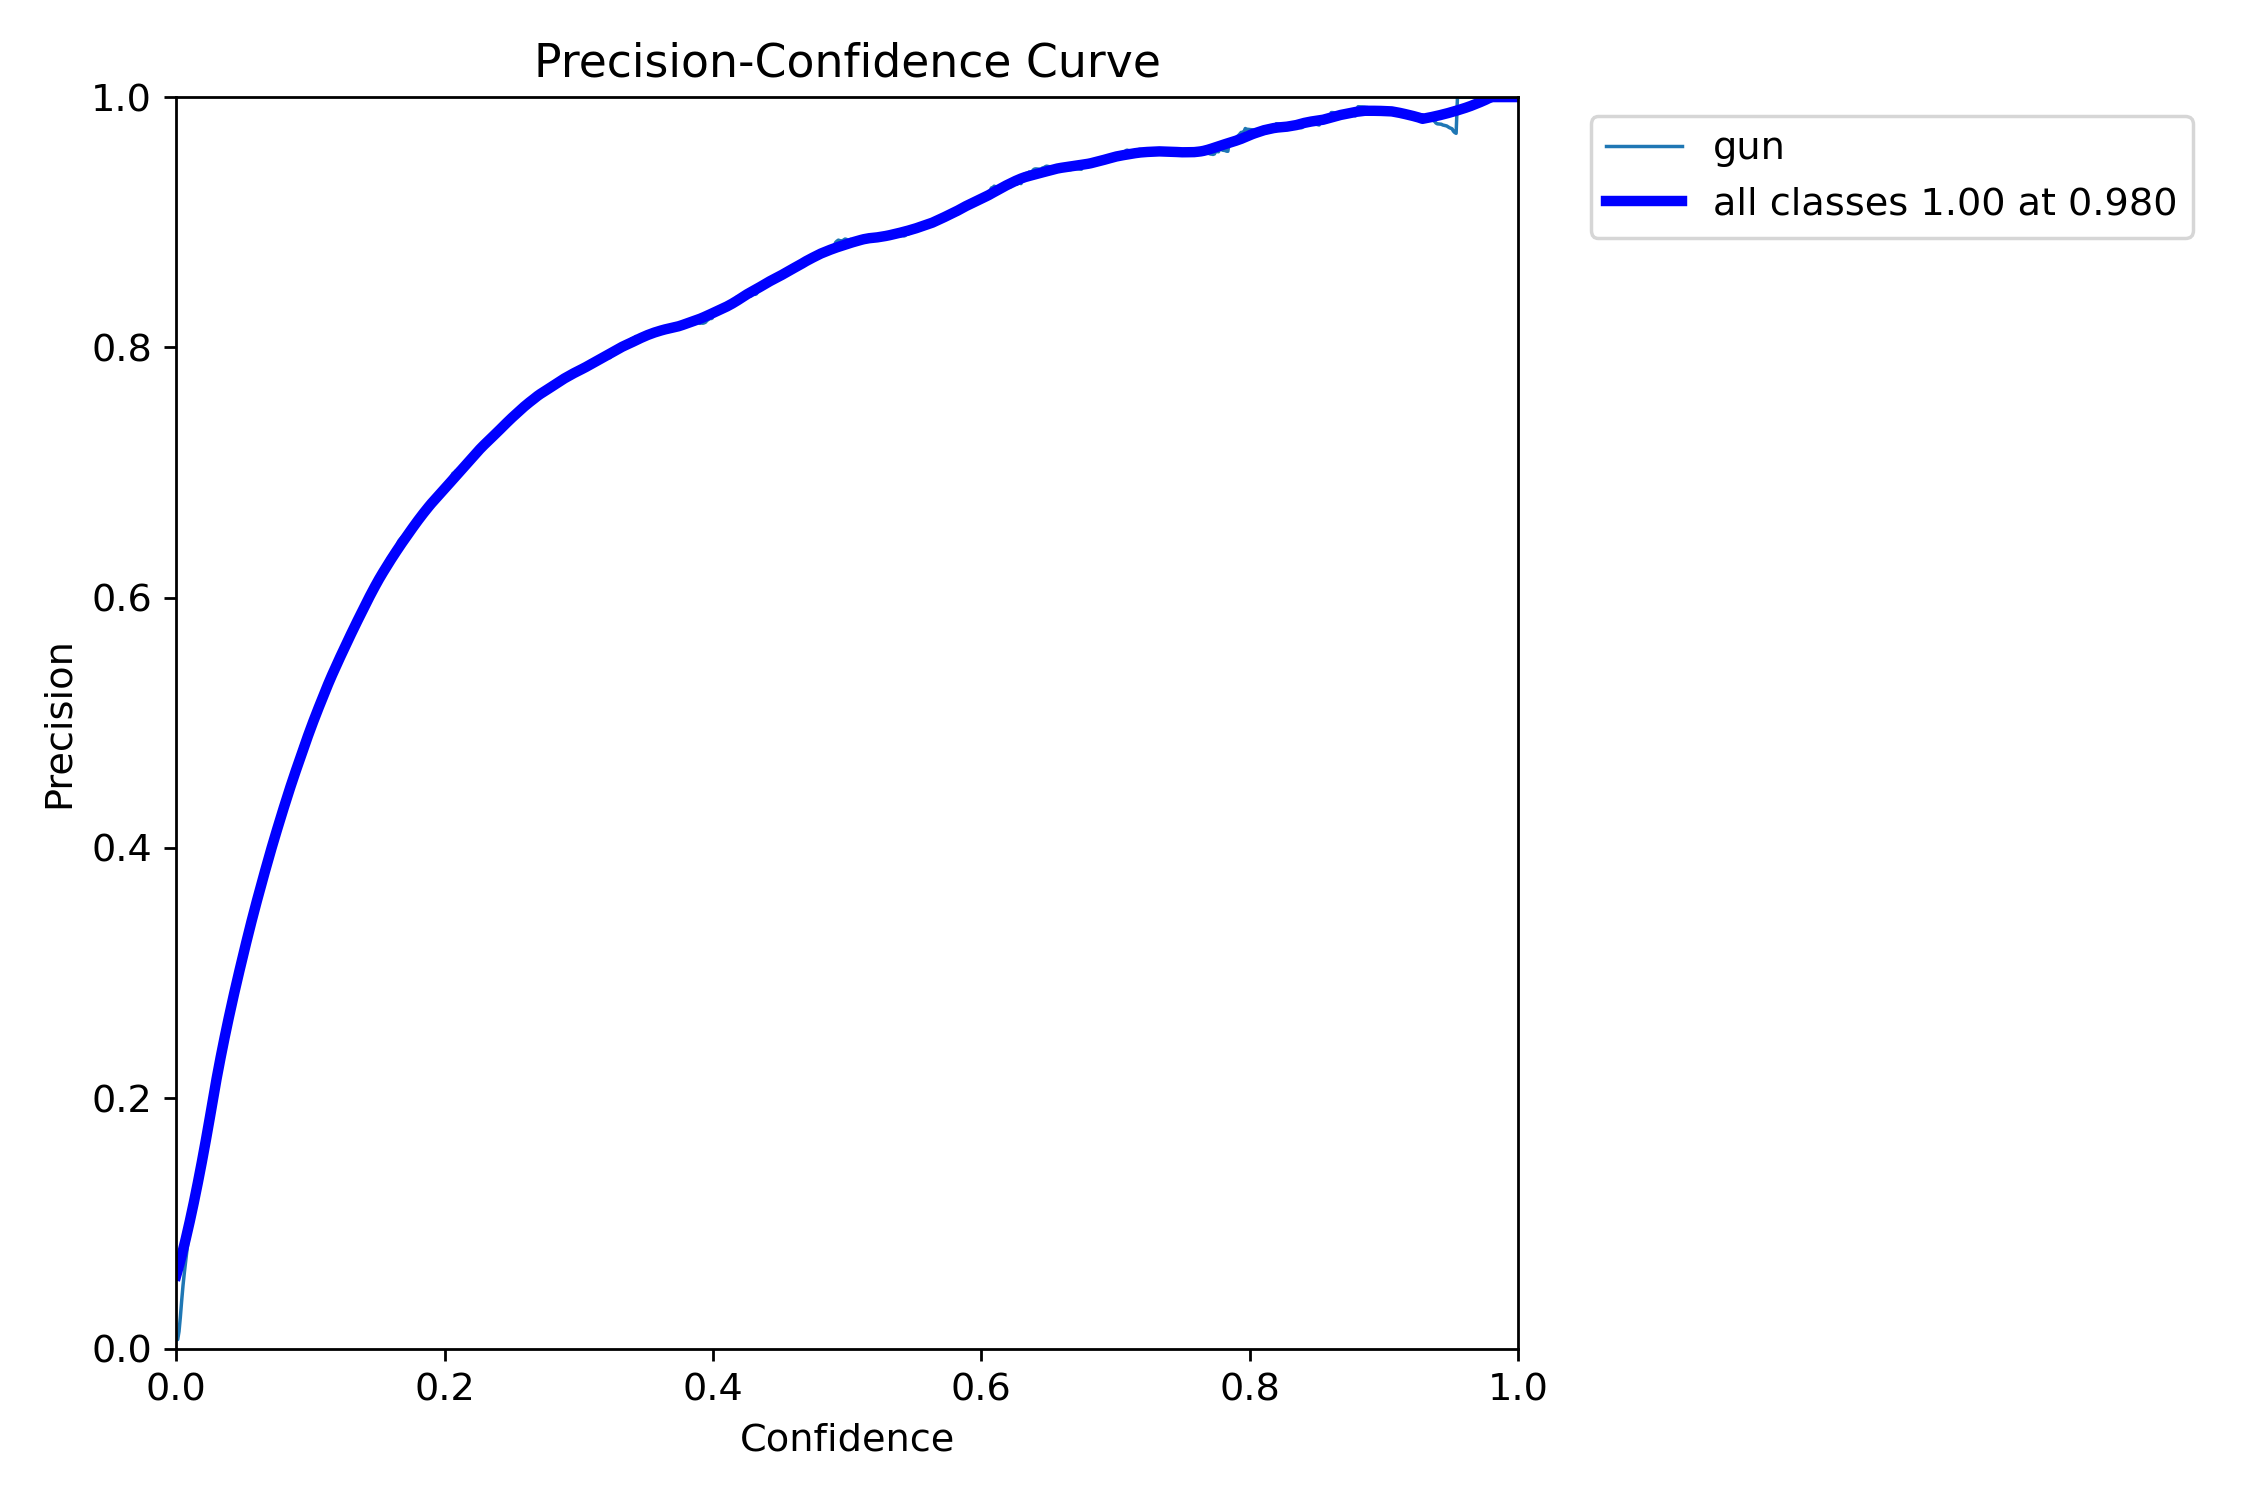 Precision-Confidence Curve
1.0
0.8
0.6
0.4
0.2
0.0
Precision
0.0 0.2 0.4 0.6 0.8 1.0
Confidence
gun
all classes 1.00 at 0.980